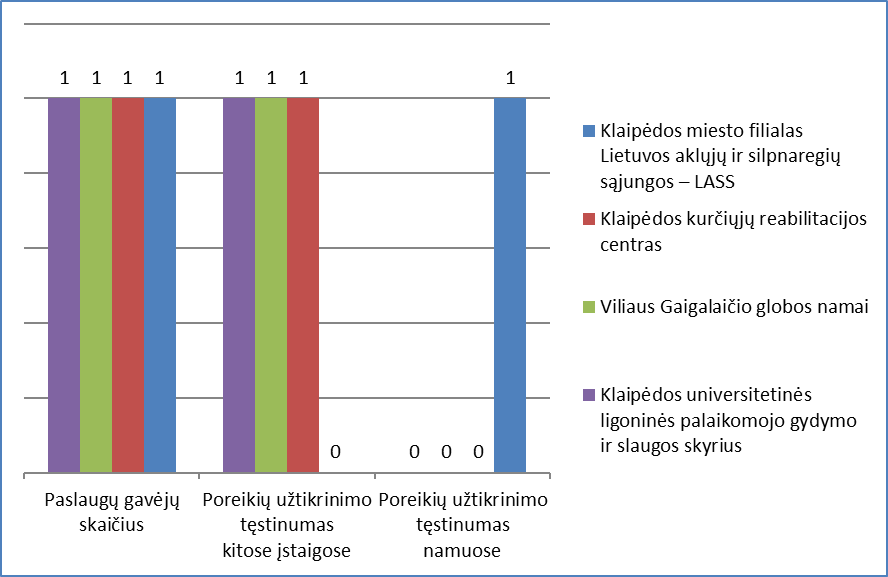 1 1 1 1 1 1 1 1
0 0 0 0
Paslaugų gavėjų
skaičius
Poreikių užtikrinimo
tęstinumas
kitose įstaigose
Poreikių užtikrinimo
tęstinumas
namuose
Klaipėdos miesto filialas
Lietuvos aklųjų ir silpnaregių
sąjungos – LASS
Klaipėdos kurčiųjų reabilitacijos
centras
Viliaus Gaigalaičio globos namai
Klaipėdos universitetinės
ligoninės palaikomojo gydymo
ir slaugos skyrius